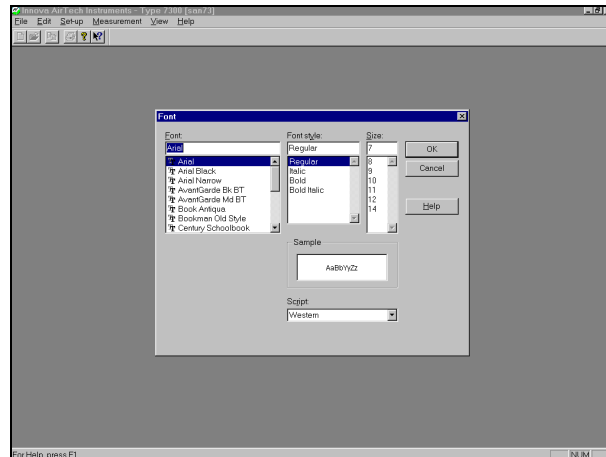 Innova AirTech Instruments - Type 7300 [snn73]
File Edit Set-up Measurement View Help
Font
Font:
Arial
Arial
Arial Black
Arial Narrow
AvantGarde Bk BT
AvantGarde Md BT
Book Antiqua
Bookman Old Style
Century Schoolbook
Font style:
Regular
Regular
Italic
Bold
Bold Italic
Size:
7
8
9
10
11
12
14
OK
Cancel
Help
Sample
AaBbYyZz
Script:
Western
For Help, press F1
NUM